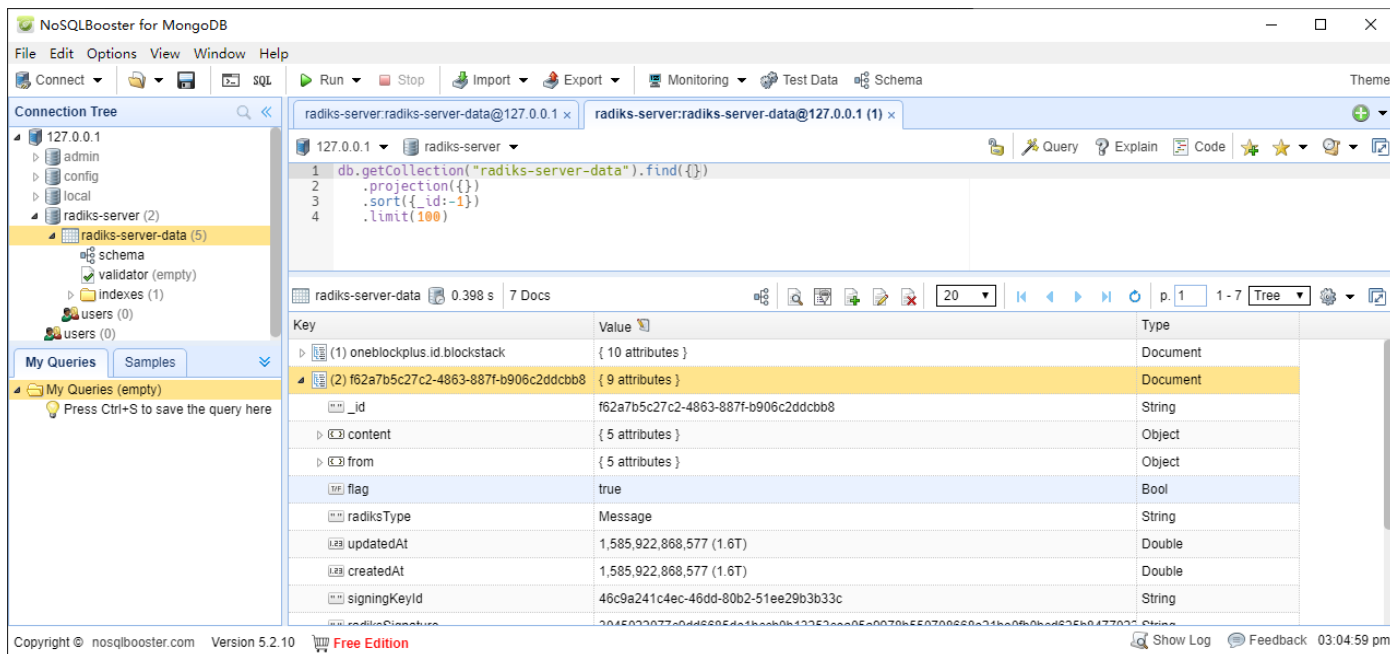 NoSQLBooster for MongoDB
File Edit Options View Window Help
Connect SQL Run Stop Import Export Monitoring Test Data Schema Theme
Connection Tree
127.0.0.1
admin
config
local
radiks-server (2)
radiks-server-data (5)
schema
validator (empty)
indexes (1)
users (0)
users (0)
My Queries Samples
My Queries (empty)
Press Ctrl+S to save the query here
radiks-server:radiks-server-data@127.0.0.1 × radiks-server:radiks-server-data@127.0.0.1 (1) ×
127.0.0.1 radiks-server Query Explain Code
1 db.getCollection("radiks-server-data").find({})
2 .projection({})
3 .sort({_id:-1})
4 .limit(100)
radiks-server-data 0.398 s 7 Docs 20 p. 1 1 - 7 Tree
Key Value Type
(1) oneblockplus.id.blockstack { 10 attributes } Document
(2) f62a7b5c27c2-4863-887f-b906c2ddcbb8 { 9 attributes } Document
_id f62a7b5c27c2-4863-887f-b906c2ddcbb8 String
content { 5 attributes } Object
from { 5 attributes } Object
flag true Bool
radiksType Message String
updatedAt 1,585,922,868,577 (1.6T) Double
createdAt 1,585,922,868,577 (1.6T) Double
signingKeyId 46c9a241c4ec-46dd-80b2-51ee29b3b33c String
radiksSignature String
Copyright © nosqlbooster.com Version 5.2.10 Free Edition Show Log Feedback 03:04:59 pm